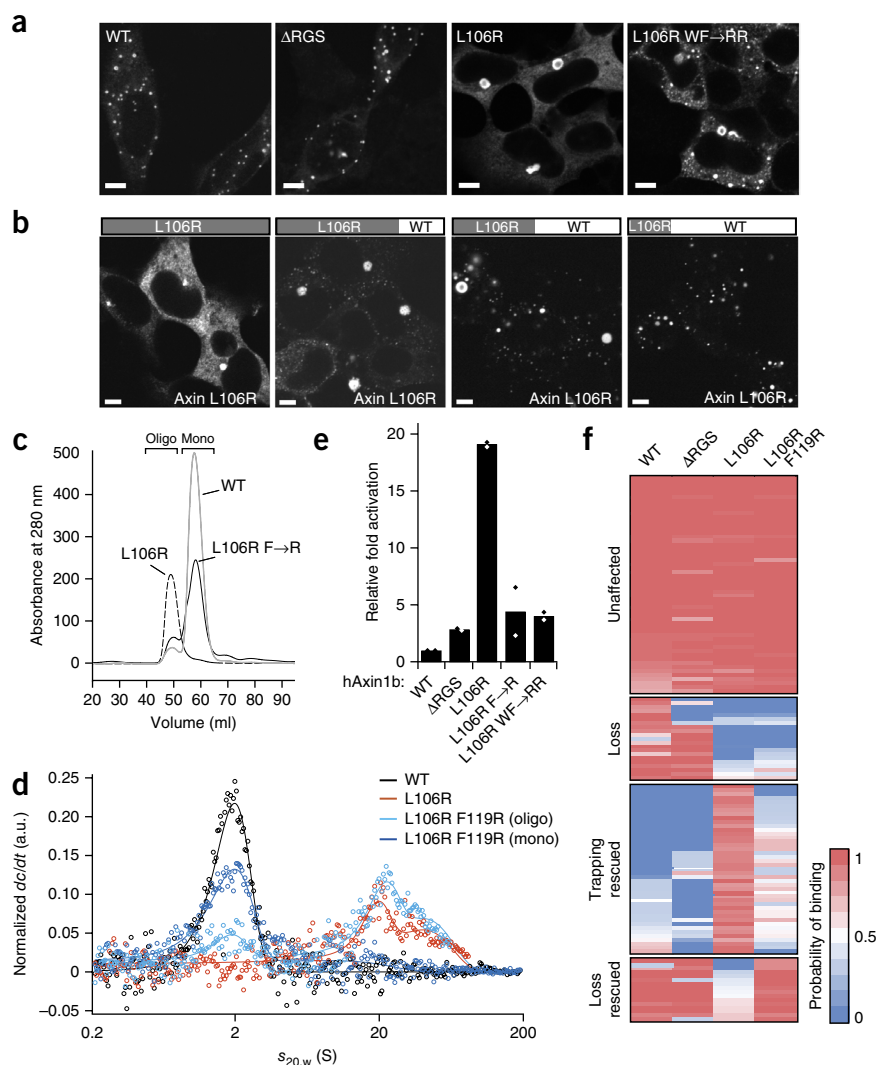 a
WT
ΔRGS
L106R
L106R WF→RR
b
L106R
L106R
WT
L106R
WT
L106R
WT
Axin L106R
Axin L106R
Axin L106R
Axin L106R
c
Oligo
Mono
500
400
300
200
100
0
Absorbance at 280 nm
WT
L106R
L106R F→R
20
30
40
50
60
70
80
90
Volume (ml)
e
20
15
10
5
0
Relative fold activation
hAxin1b:
WT
ΔRGS
L106R
L106R F→R
L106R WF→RR
f
WT
ΔRGS
L106R
L106R
F119R
Unaffected
Loss
Trapping
rescued
Loss
rescued
1
0.5
0
Probability of binding
d
0.25
0.20
0.15
0.10
0.05
0
−0.05
Normalized dc/dt (a.u.)
WT
L106R
L106R F119R (oligo)
L106R F119R (mono)
0.2
2
20
200
s20,w (S)